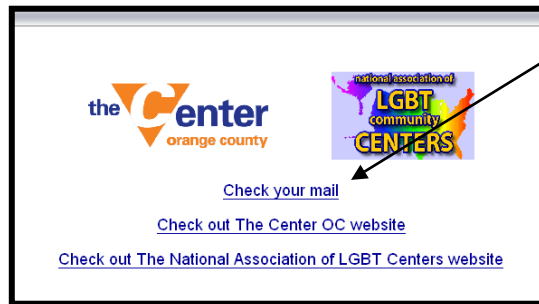 the Center
orange county
national association of
LGBT
community
CENTERS
Check your mail
Check out The Center OC website
Check out The National Association of LGBT Centers website